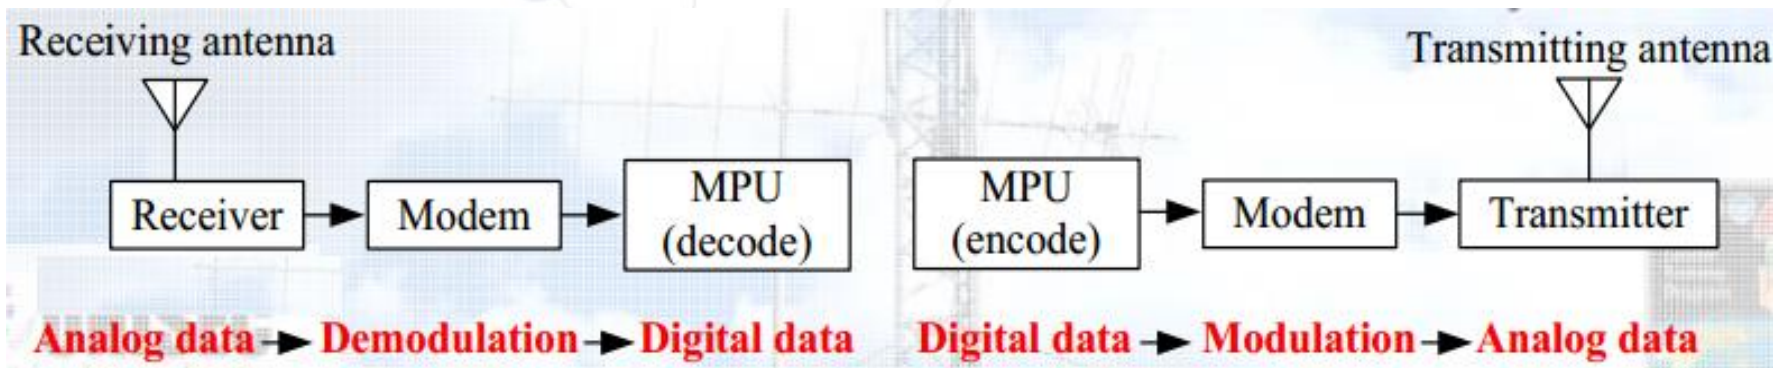 Receiving antenna
Transmitting antenna
Receiver
Modem
MPU
(decode)
MPU
(encode)
Modem
Transmitter
Analog data
Demodulation
Digital data
Digital data
Modulation
Analog data